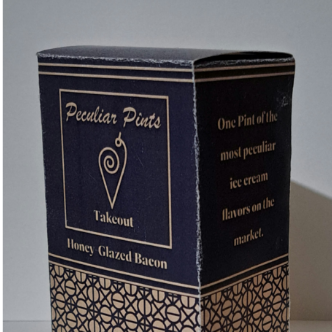 Peculiar Pints
Takeout
Honey Glazed Bacon
One Pint of the
most peculiar
ice cream
flavors on the
market.